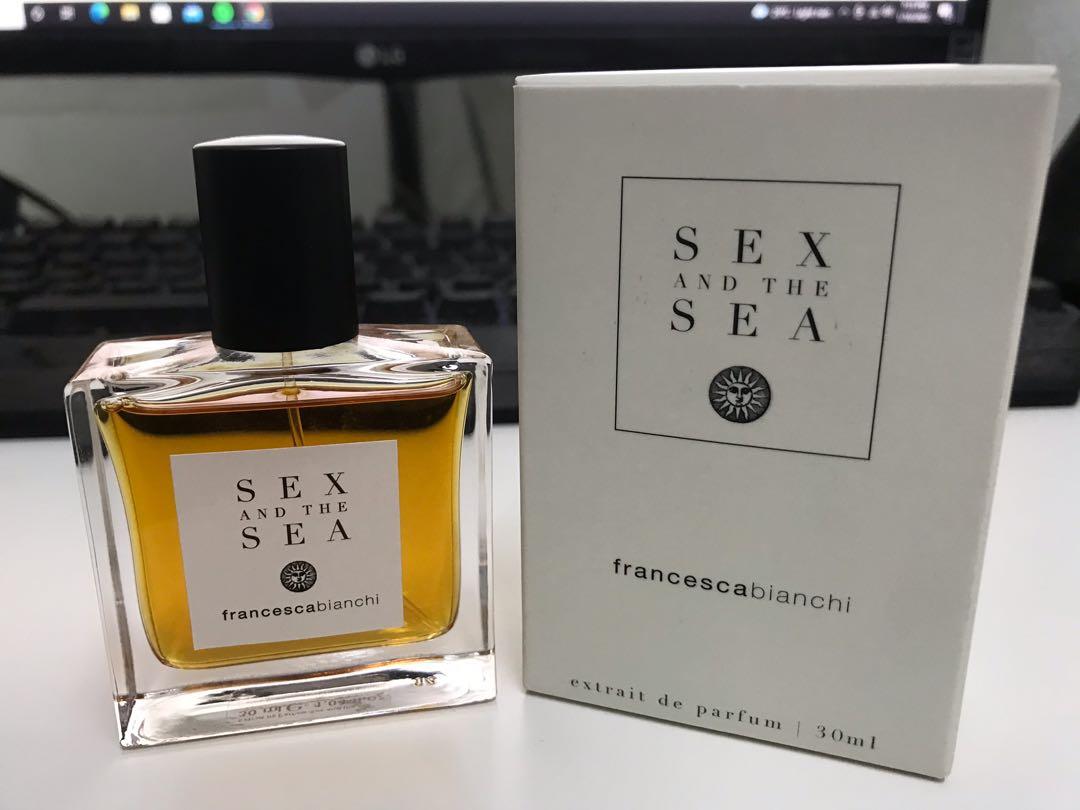 LG
SEX
AND THE
SEA
francescabianchi
SEX
AND THE
SEA
francescabianchi
extrait de parfum | 30ml